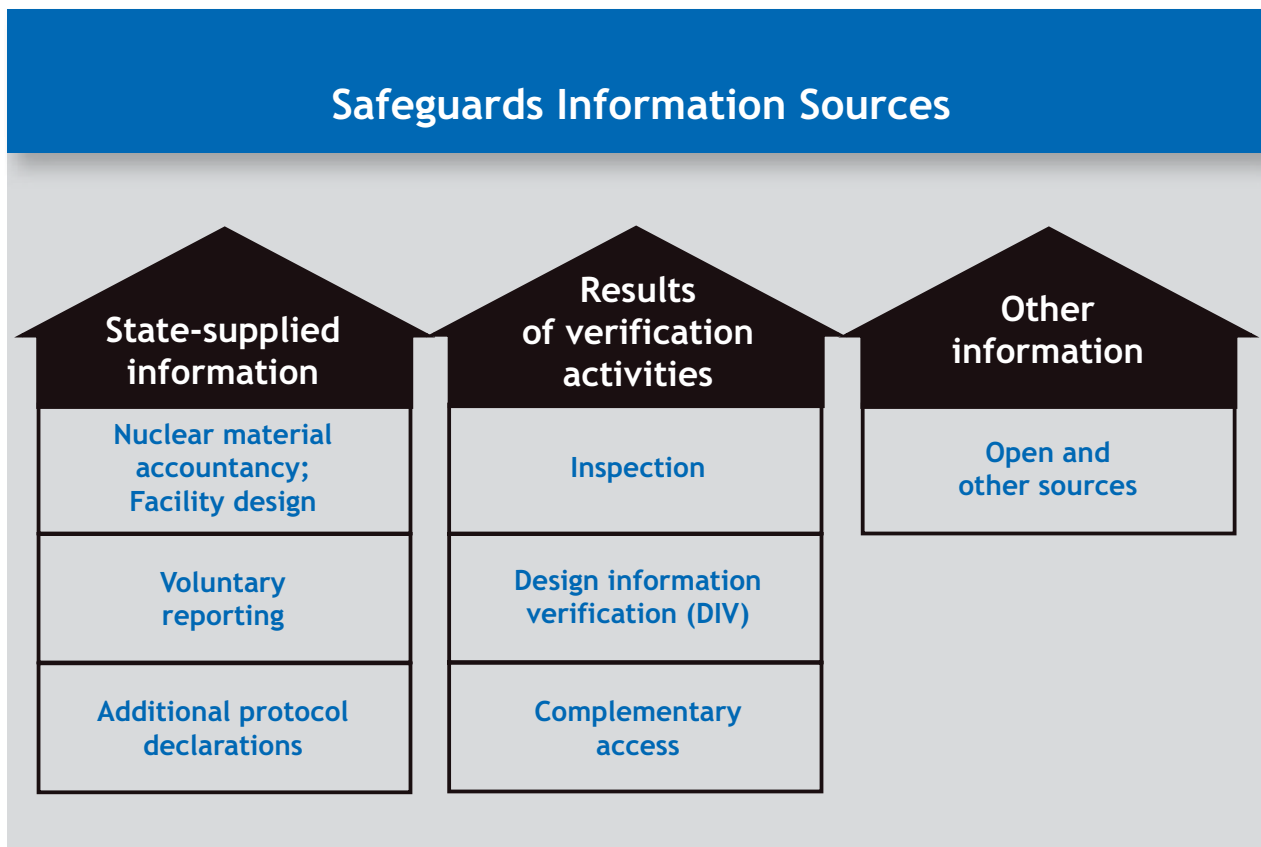 Safeguards Information Sources
State-supplied
information
Nuclear material
accountancy;
Facility design
Voluntary
reporting
Additional protocol
declarations
Results
of verification
activities
Inspection
Design information
verification (DIV)
Complementary
access
Other
information
Open and
other sources